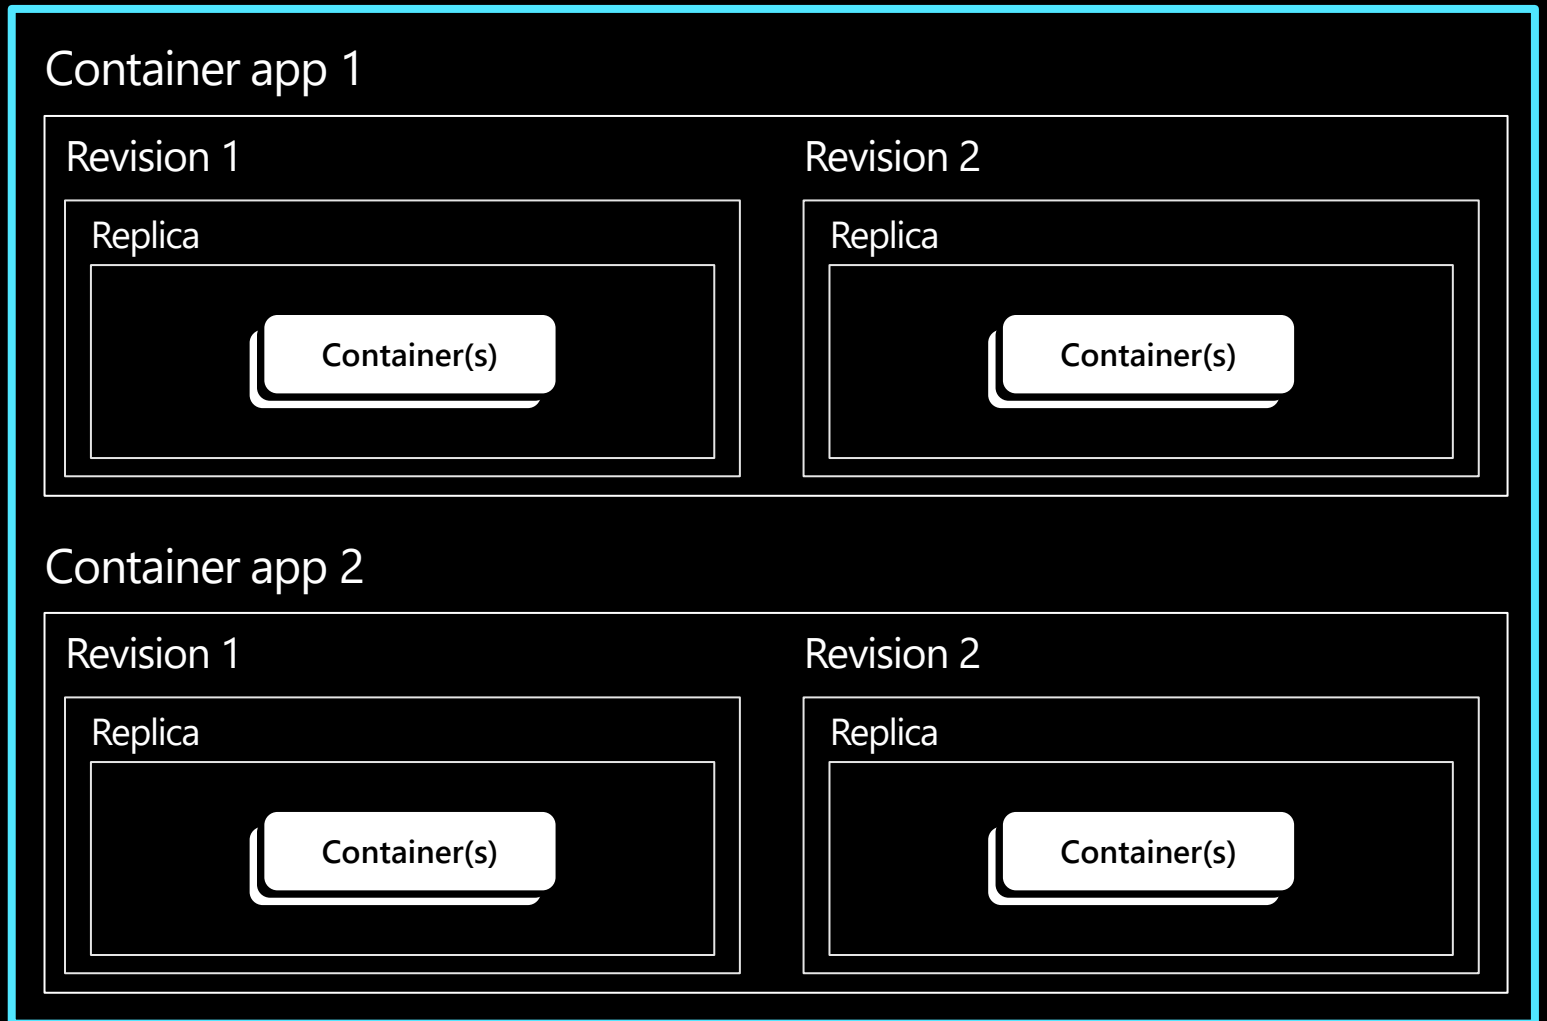 Container app 1
Revision 1
Revision 2
Replica
Replica
Container(s)
Container(s)
Container app 2
Revision 1
Revision 2
Replica
Replica
Container(s)
Container(s)